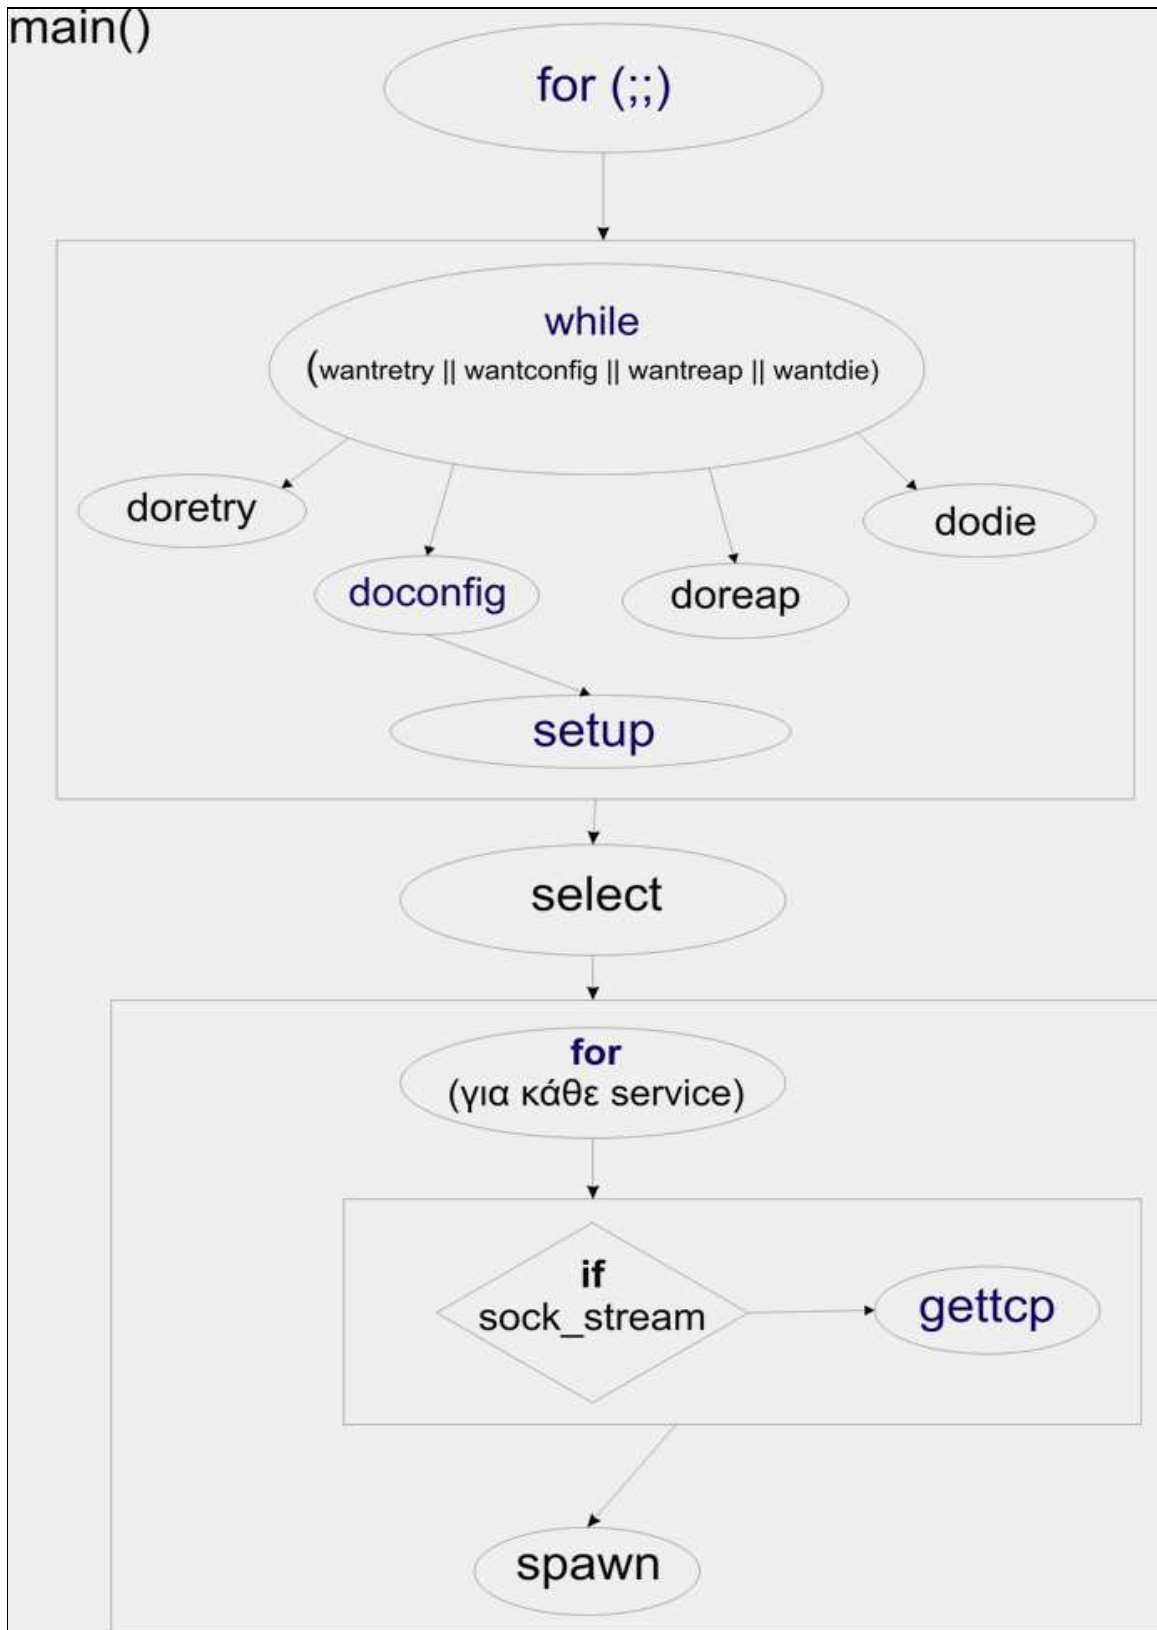 main()
for (;;)
while
(wantretry || wantconfig || wantreap || wantdie)
doretry
dodie
doconfig
doreap
setup
select
for
(για κάθε service)
if
sock_stream
gettcp
spawn